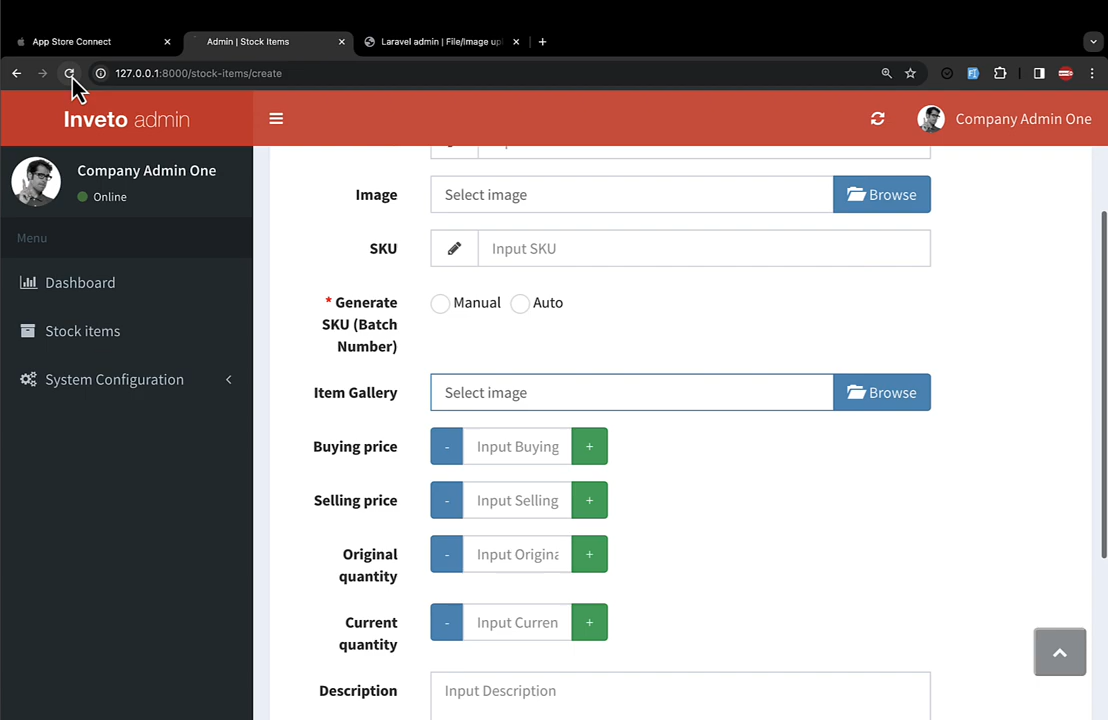 App Store Connect
Admin | Stock Items
Laravel admin | File/Image up
127.0.0.1:8000/stock-items/create
Inveto admin
Company Admin One
Company Admin One
Online
Menu
Dashboard
Stock items
System Configuration
Image
Select image
Browse
SKU
Input SKU
* Generate
SKU (Batch
Number)
Manual
Auto
Item Gallery
Select image
Browse
Buying price
-
Input Buying
+
Selling price
-
Input Selling
+
Original
quantity
-
Input Origina
+
Current
quantity
-
Input Curren
+
Description
Input Description